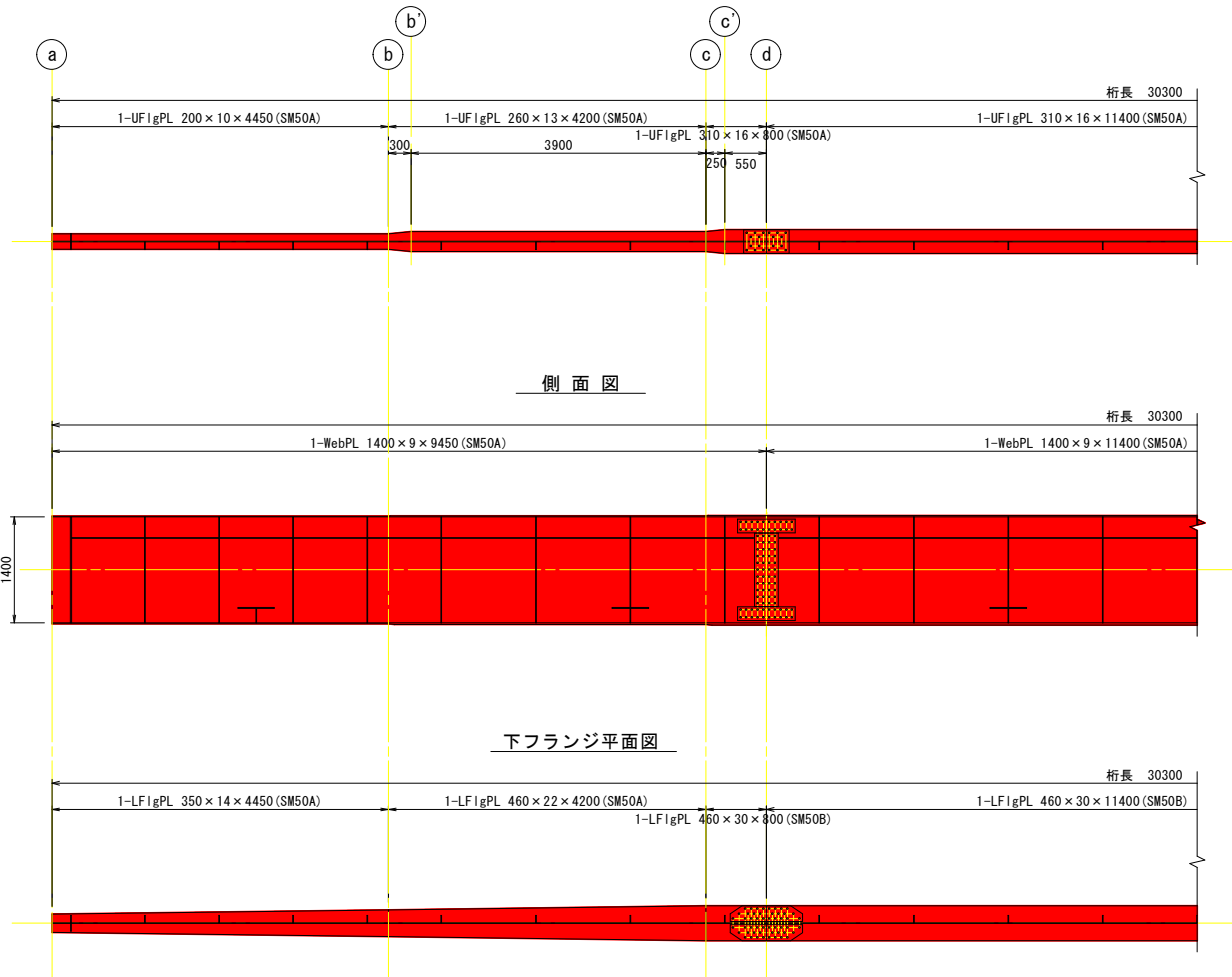 b' c'
a b c d
桁長 30300
1-UFlgPL 200×10×4450(SM50A) 1-UFlgPL 260×13×4200(SM50A) 1-UFlgPL 310×16×11400(SM50A)
1-UFlgPL 310×16×800(SM50A)
300 3900 250 550
側面図
桁長 30300
1-WebPL 1400×9×9450(SM50A) 1-WebPL 1400×9×11400(SM50A)
1400
下フランジ平面図
桁長 30300
1-LFlgPL 350×14×4450(SM50A) 1-LFlgPL 460×22×4200(SM50A) 1-LFlgPL 460×30×11400(SM50B)
1-LFlgPL 460×30×800(SM50B)